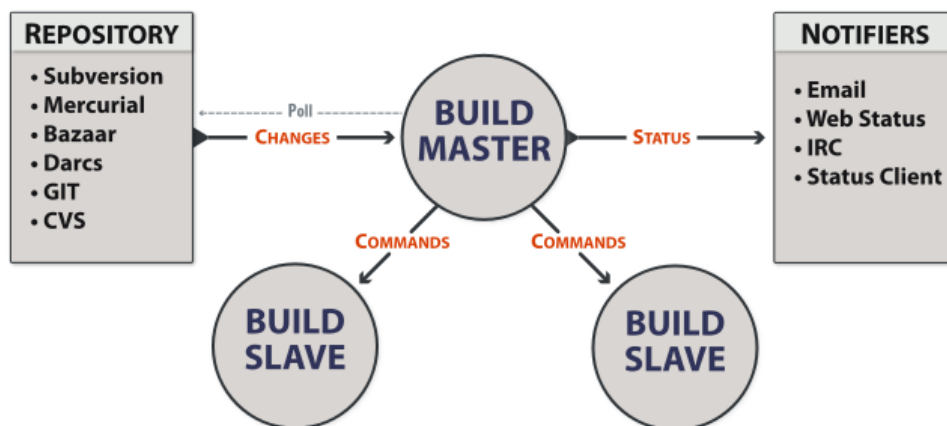 REPOSITORY
• Subversion
• Mercurial
• Bazaar
• Darcs
• GIT
• CVS
Poll
CHANGES
BUILD
MASTER
STATUS
NOTIFIERS
• Email
• Web Status
• IRC
• Status Client
COMMANDS
COMMANDS
BUILD
SLAVE
BUILD
SLAVE